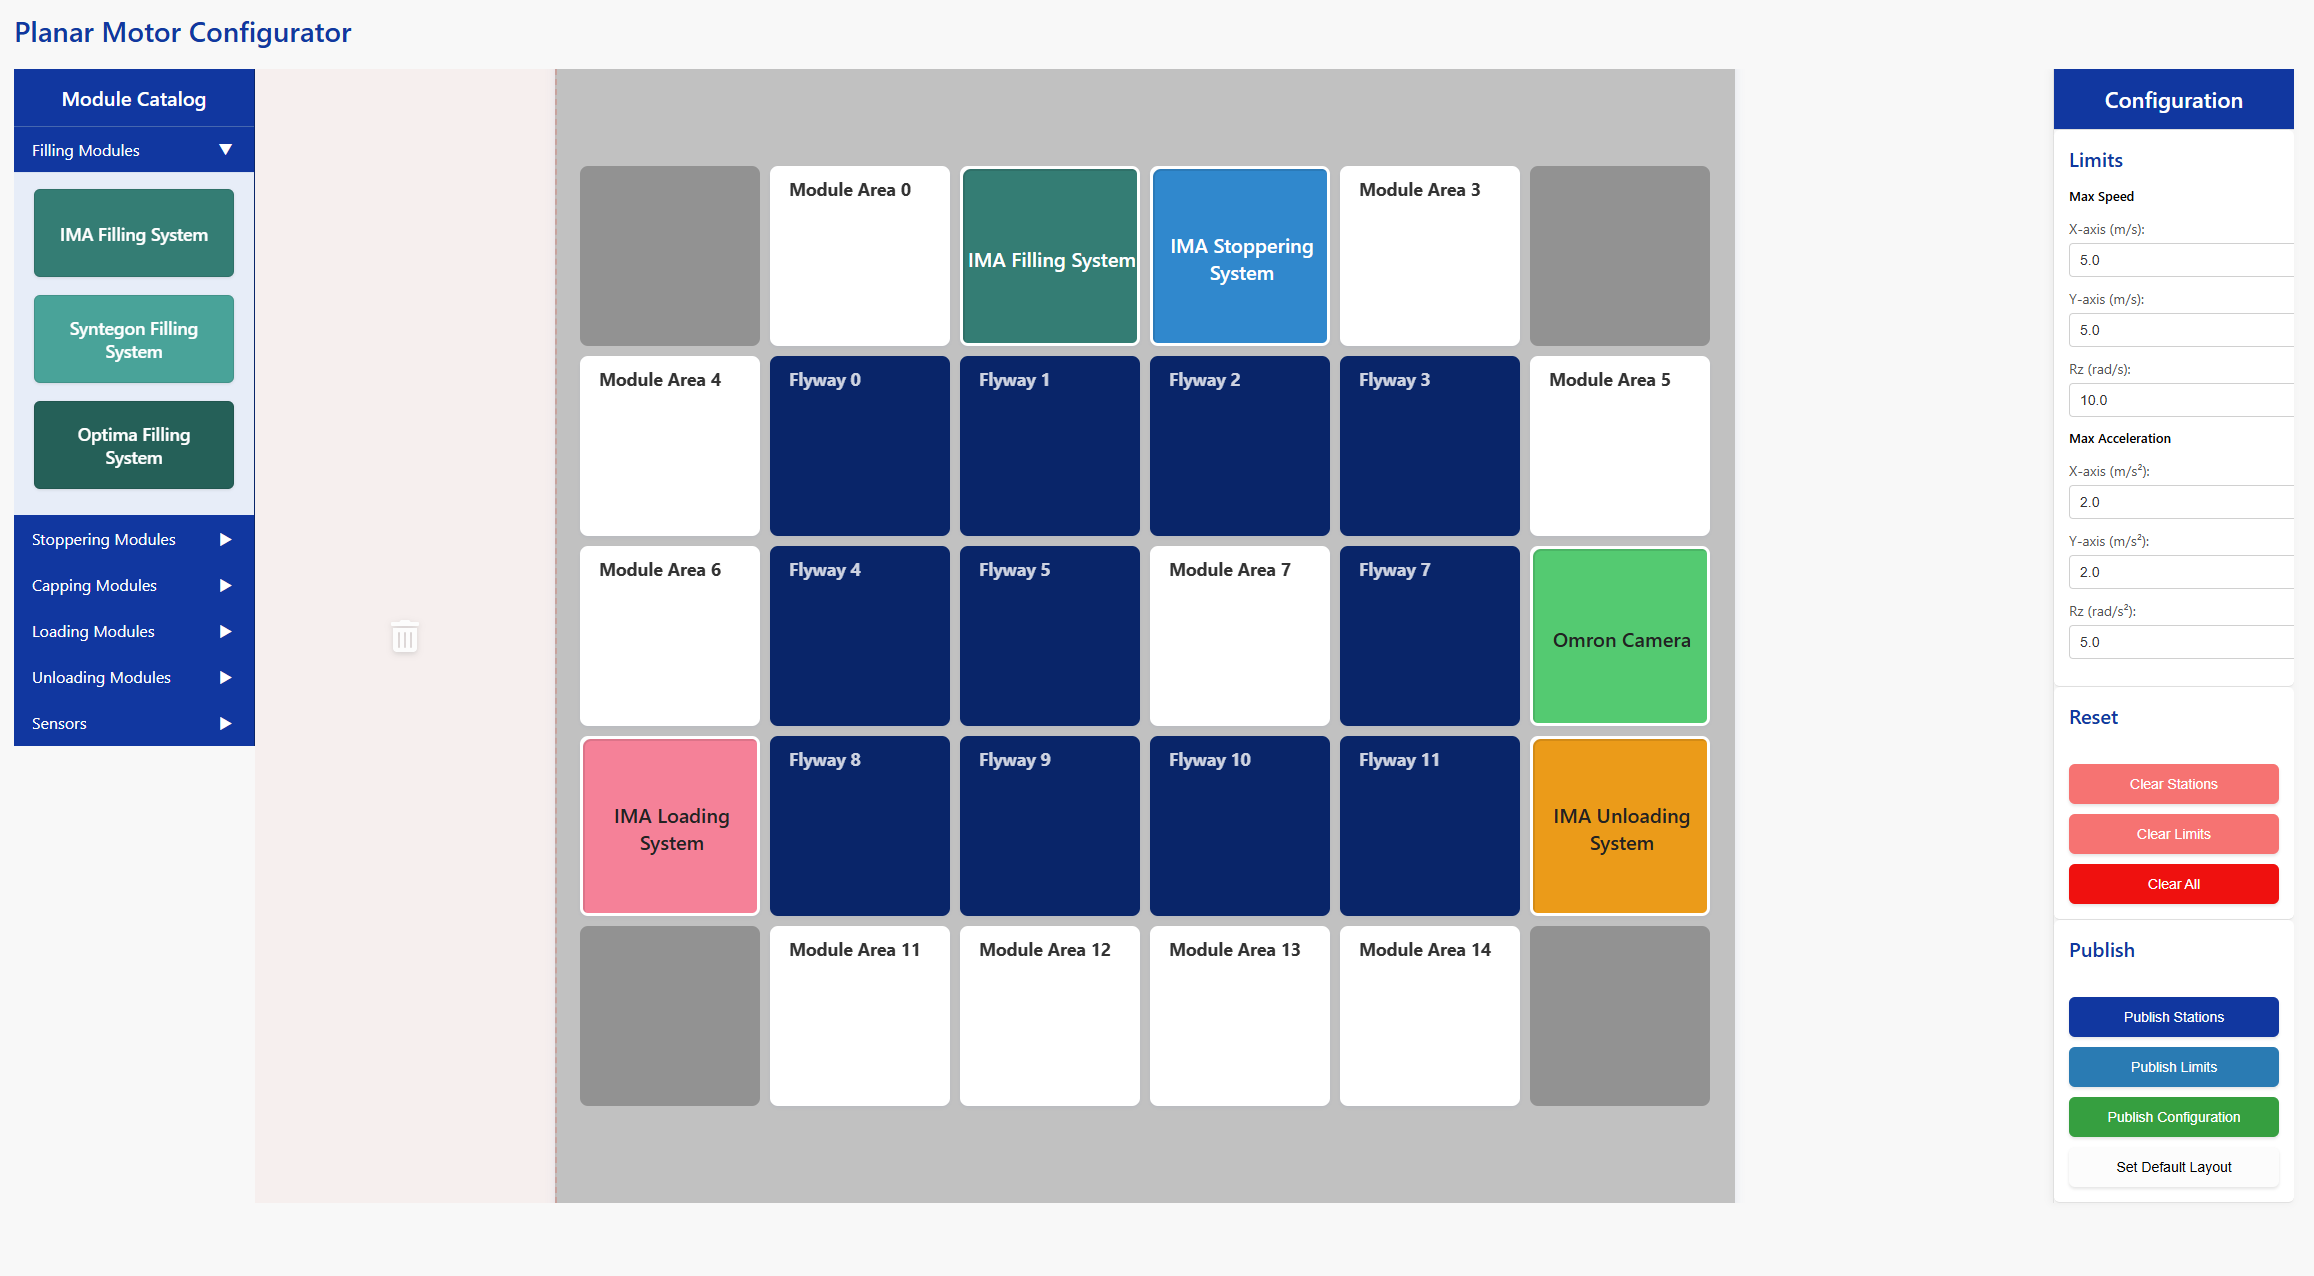 Planar Motor Configurator
Module Catalog
Filling Modules
IMA Filling System
Syntegon Filling
System
Optima Filling
System
Stoppering Modules
Capping Modules
Loading Modules
Unloading Modules
Sensors
Module Area 0
IMA Filling System
IMA Stoppering
System
Module Area 3
Module Area 4
Flyway 0
Flyway 1
Flyway 2
Flyway 3
Module Area 5
Module Area 6
Flyway 4
Flyway 5
Module Area 7
Flyway 7
Omron Camera
IMA Loading
System
Flyway 8
Flyway 9
Flyway 10
Flyway 11
IMA Unloading
System
Module Area 11
Module Area 12
Module Area 13
Module Area 14
Configuration
Limits
Max Speed
X-axis (m/s):
5.0
Y-axis (m/s):
5.0
Rz (rad/s):
10.0
Max Acceleration
X-axis (m/s²):
2.0
Y-axis (m/s²):
2.0
Rz (rad/s²):
5.0
Reset
Clear Stations
Clear Limits
Clear All
Publish
Publish Stations
Publish Limits
Publish Configuration
Set Default Layout